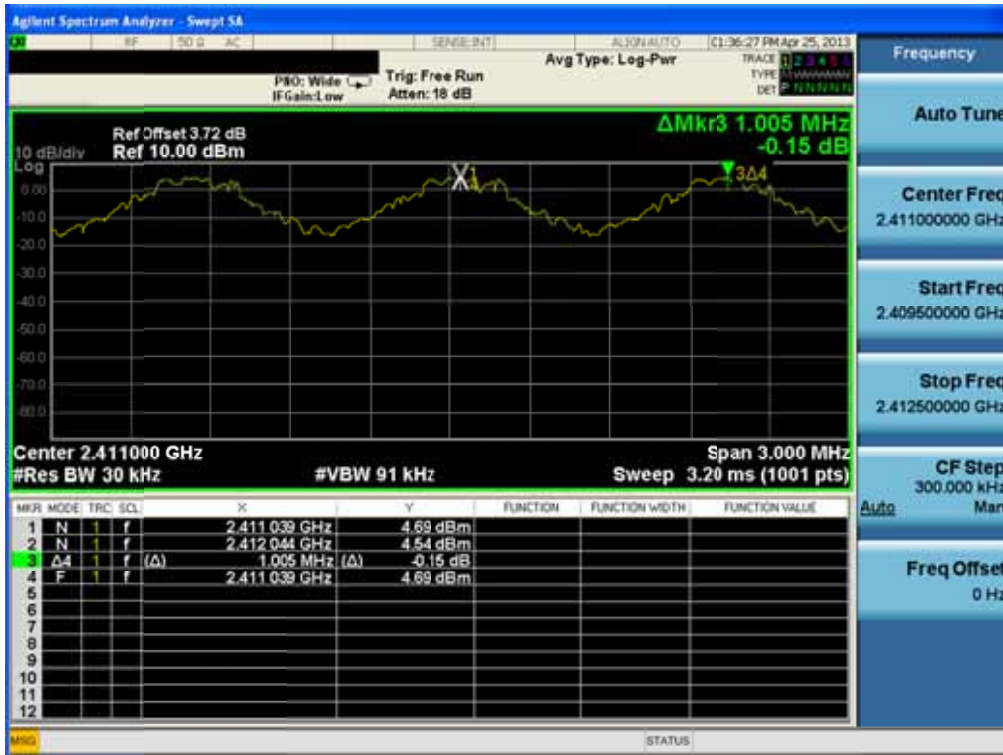 Agilent Spectrum Analyzer - Swept SA
RF 50 Ω AC SENSE:INT ALIGN AUTO 01:36:27 PM Apr 25, 2013
Avg Type: Log-Pwr TRACE 1 2 3 4 5 6
PNO: Wide Trig: Free Run TYPE MWWWWW
IFGain:Low Atten: 18 dB DET P N N N N N
ΔMkr3 1.005 MHz
-0.15 dB
Ref Offset 3.72 dB
10 dB/div Ref 10.00 dBm
Log
1
3Δ4
0.00
-10.0
-20.0
-30.0
-40.0
-50.0
-60.0
-70.0
-80.0
Center 2.411000 GHz Span 3.000 MHz
#Res BW 30 kHz #VBW 91 kHz Sweep 3.20 ms (1001 pts)
MKR MODE TRC SCL X Y FUNCTION FUNCTION WIDTH FUNCTION VALUE
1 N 1 f 2.411 039 GHz 4.69 dBm
2 N 1 f 2.412 044 GHz 4.54 dBm
3 Δ4 1 f (Δ) 1.005 MHz (Δ) -0.15 dB
4 F 1 f 2.411 039 GHz 4.69 dBm
5
6
7
8
9
10
11
12
MSG STATUS
Frequency
Auto Tune
Center Freq
2.411000000 GHz
Start Freq
2.409500000 GHz
Stop Freq
2.412500000 GHz
CF Step
300.000 kHz
Auto Man
Freq Offset
0 Hz